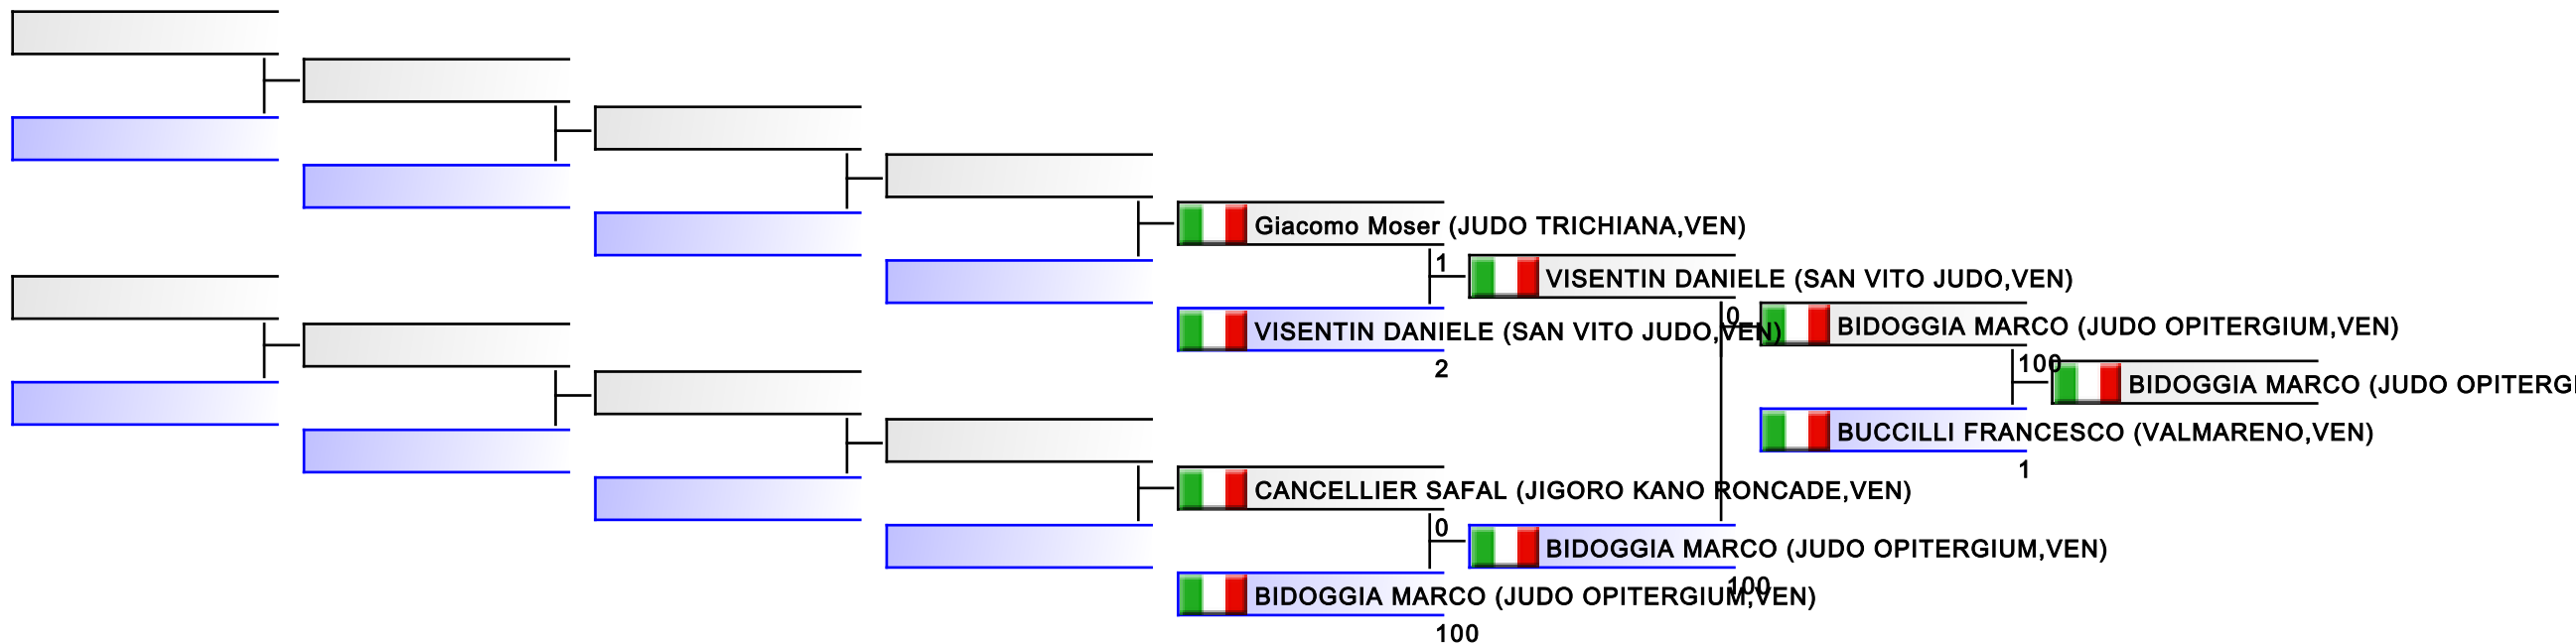 Giacomo Moser (JUDO TRICHIANA,VEN)
1
VISENTIN DANIELE (SAN VITO JUDO,VEN)
0
VISENTIN DANIELE (SAN VITO JUDO,VEN)
2
BIDOGGIA MARCO (JUDO OPITERGIUM,VEN)
100
BIDOGGIA MARCO (JUDO OPITERGI
BUCCILLI FRANCESCO (VALMARENO,VEN)
1
CANCELLIER SAFAL (JIGORO KANO RONCADE,VEN)
0
BIDOGGIA MARCO (JUDO OPITERGIUM,VEN)
100
BIDOGGIA MARCO (JUDO OPITERGIUM,VEN)
100